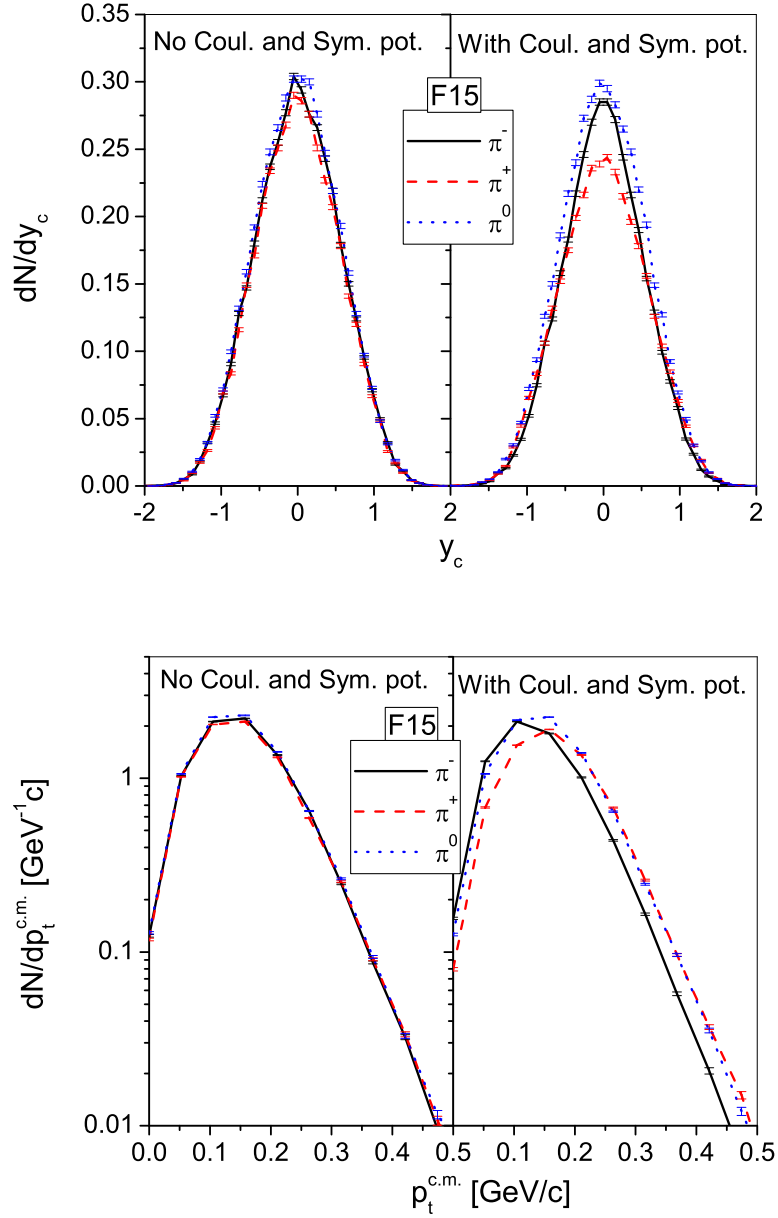 No Coul. and Sym. pot.
With Coul. and Sym. pot.
F15
π⁻
π⁺
π⁰
dN/dy_c
0.35
0.30
0.25
0.20
0.15
0.10
0.05
0.00
-2 -1 0 1 2 -1 0 1 2
y_c
No Coul. and Sym. pot.
With Coul. and Sym. pot.
F15
π⁻
π⁺
π⁰
dN/dp_t^c.m. [GeV⁻¹c]
1
0.1
0.01
0.0 0.1 0.2 0.3 0.4 0.5 0.1 0.2 0.3 0.4 0.5
p_t^c.m. [GeV/c]